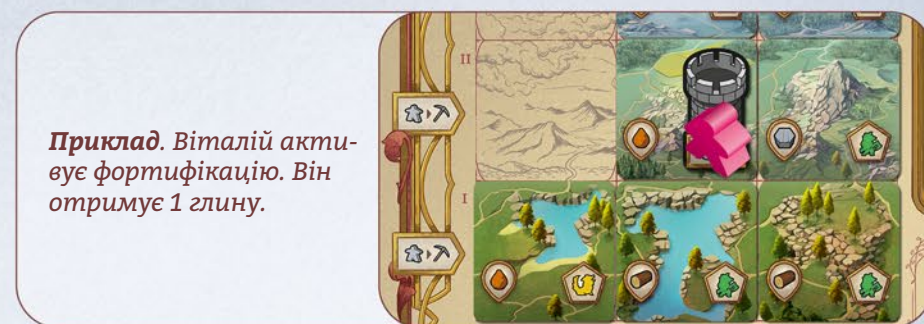 Приклад. Віталій акти-
вує фортифікацію. Він
отримує 1 глину.
II
I